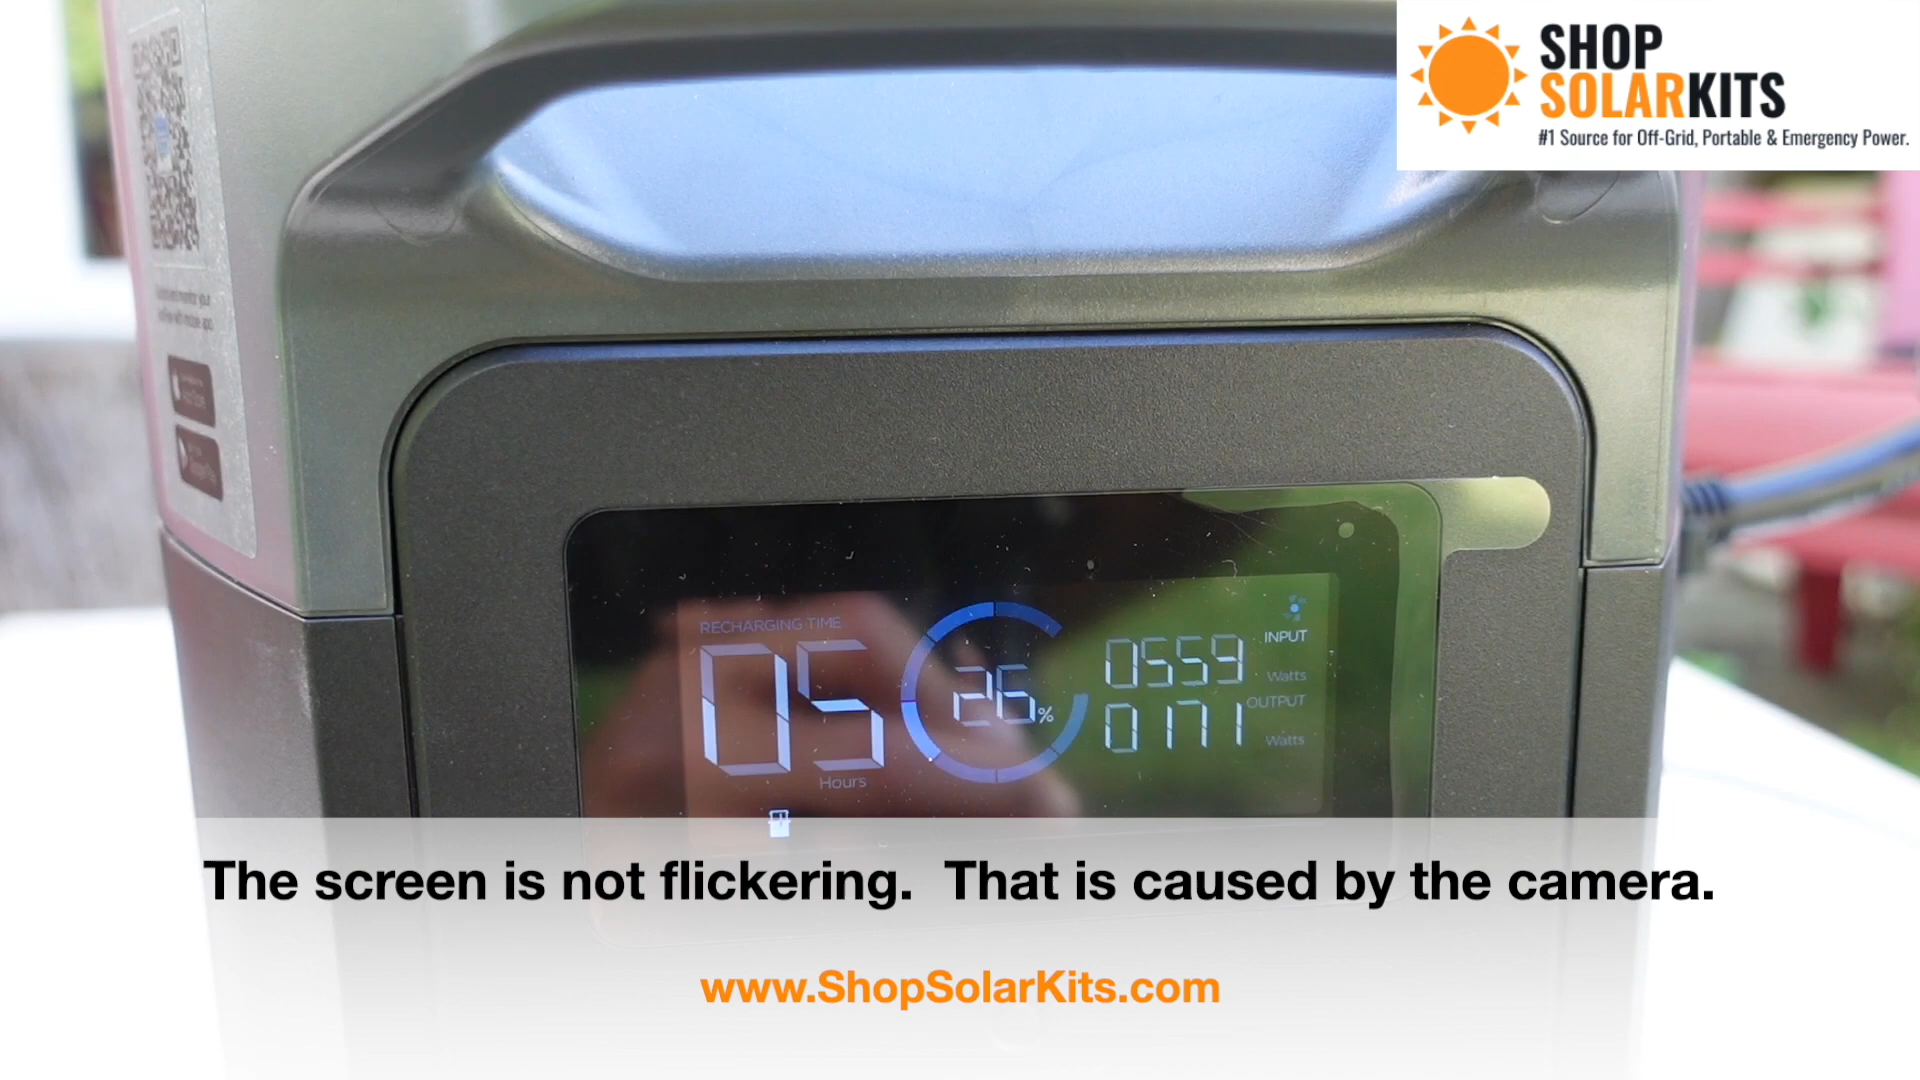 SHOP
SOLARKITS
#1 Source for Off-Grid, Portable & Emergency Power.
RECHARGING TIME
05
Hours
26%
INPUT
0559
Watts
OUTPUT
0171
Watts
The screen is not flickering. That is caused by the camera.
www.ShopSolarKits.com